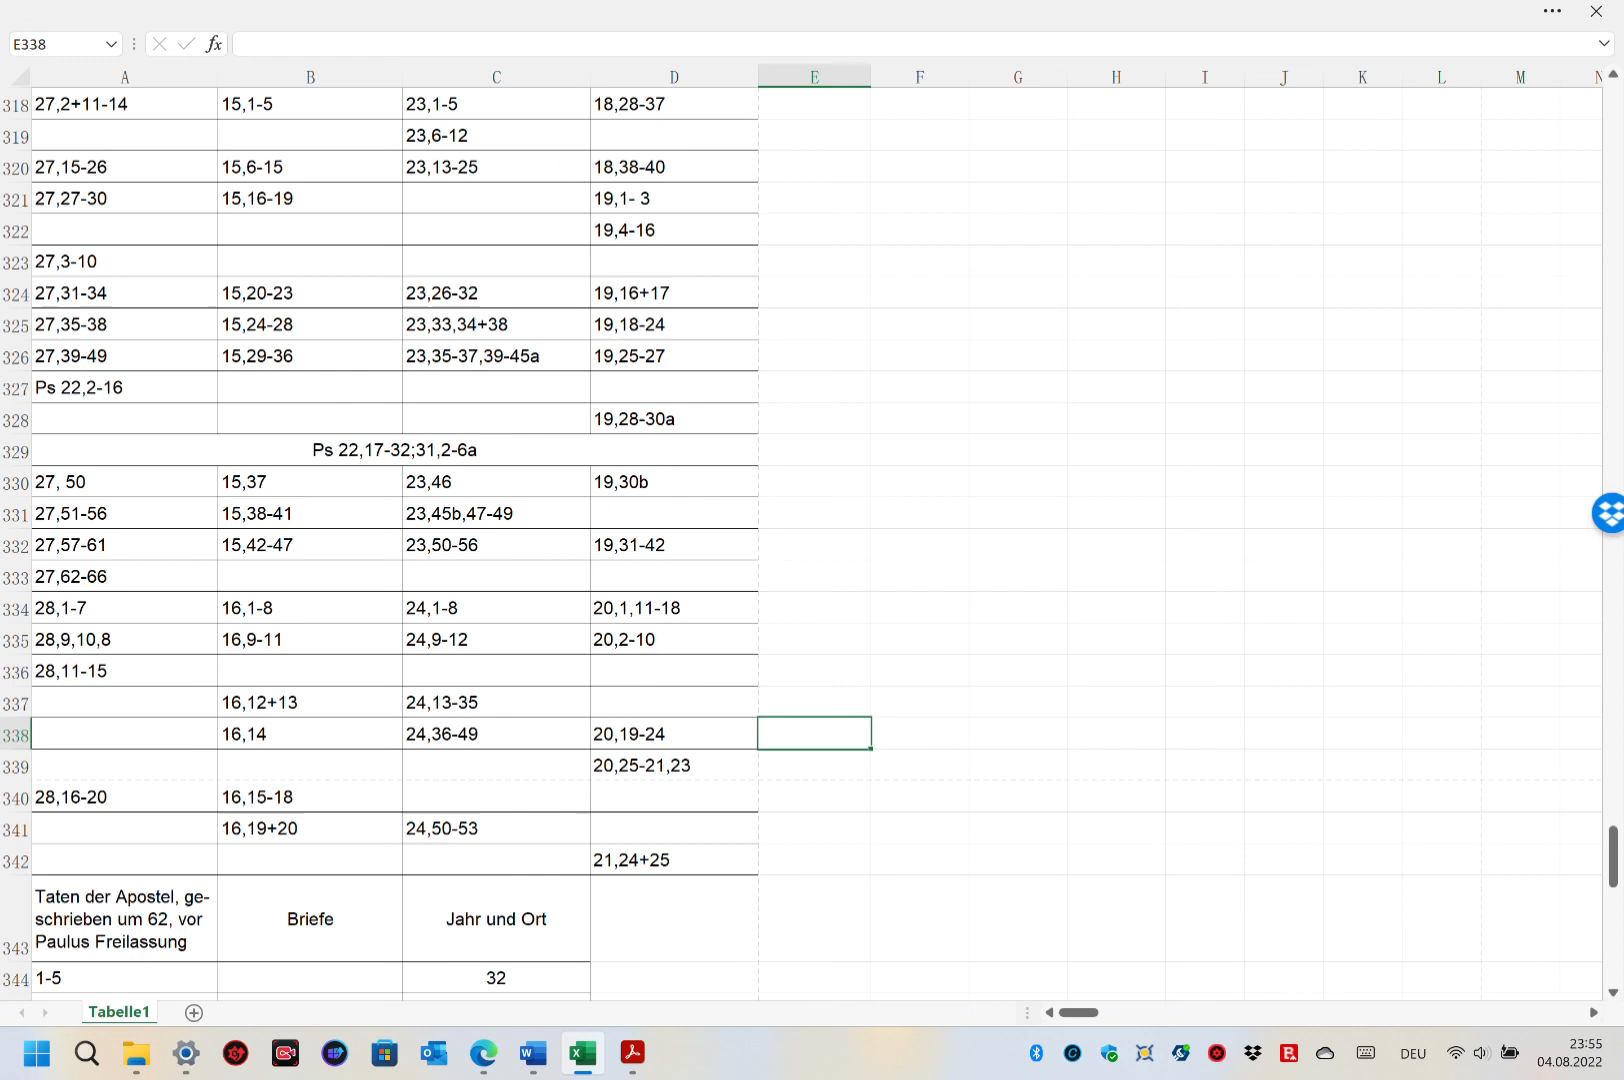 E338
fx
A B C D E F G H I J K L M N
318 27,2+11-14 15,1-5 23,1-5 18,28-37
319 23,6-12
320 27,15-26 15,6-15 23,13-25 18,38-40
321 27,27-30 15,16-19 19,1- 3
322 19,4-16
323 27,3-10
324 27,31-34 15,20-23 23,26-32 19,16+17
325 27,35-38 15,24-28 23,33,34+38 19,18-24
326 27,39-49 15,29-36 23,35-37,39-45a 19,25-27
327 Ps 22,2-16
328 19,28-30a
329 Ps 22,17-32;31,2-6a
330 27, 50 15,37 23,46 19,30b
331 27,51-56 15,38-41 23,45b,47-49
332 27,57-61 15,42-47 23,50-56 19,31-42
333 27,62-66
334 28,1-7 16,1-8 24,1-8 20,1,11-18
335 28,9,10,8 16,9-11 24,9-12 20,2-10
336 28,11-15
337 16,12+13 24,13-35
338 16,14 24,36-49 20,19-24
339 20,25-21,23
340 28,16-20 16,15-18
341 16,19+20 24,50-53
342 21,24+25
Taten der Apostel, ge-
schrieben um 62, vor Briefe Jahr und Ort
343 Paulus Freilassung
344 1-5 32
Tabelle1
DEU
23:55
04.08.2022